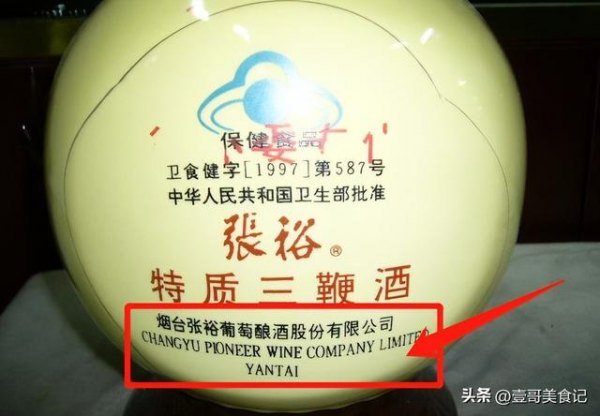 保健食品
卫食健字[1997]第587号
中华人民共和国卫生部批准
張裕®
特质三鞭酒
烟台张裕葡萄酿酒股份有限公司
CHANGYU PIONEER WINE COMPANY LIMITED
YANTAI
头条 @壹哥美食记